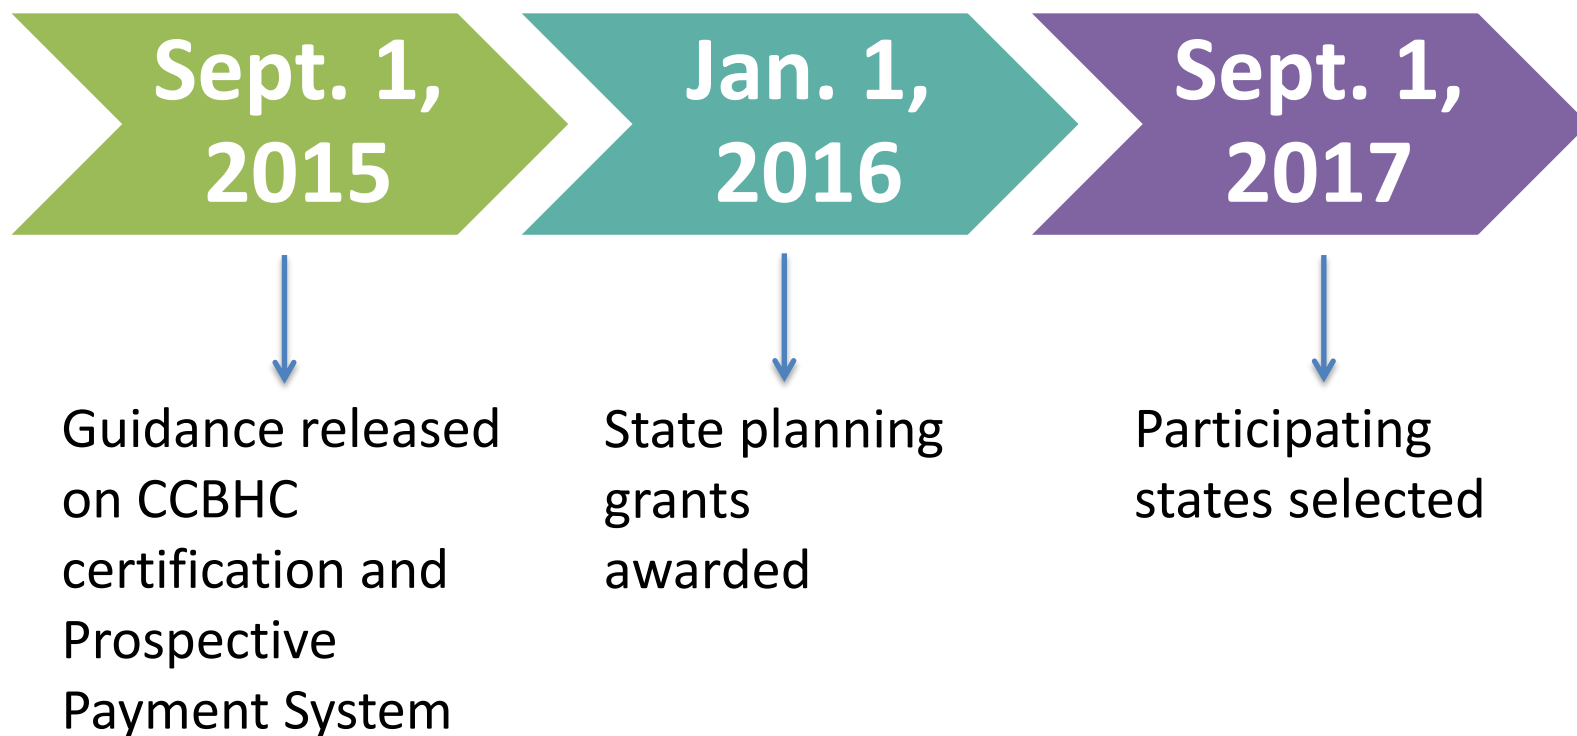 Sept. 1,
2015
Jan. 1,
2016
Sept. 1,
2017
Guidance released
on CCBHC
certification and
Prospective
Payment System
State planning
grants
awarded
Participating
states selected